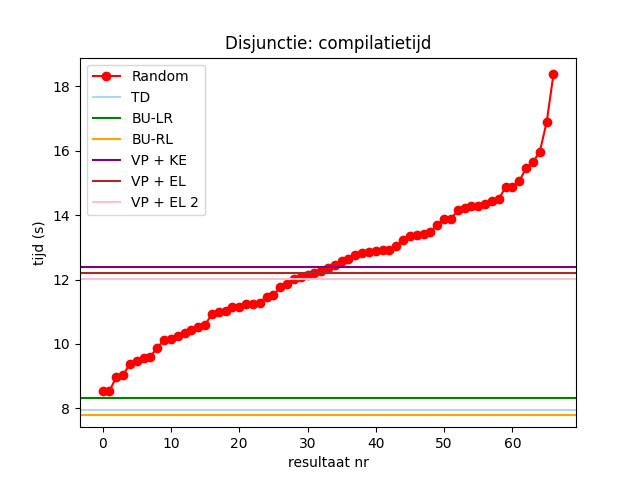 Disjunctie: compilatietijd
Random
TD
BU-LR
BU-RL
VP + KE
VP + EL
VP + EL 2
tijd (s)
18
16
14
12
10
8
0 10 20 30 40 50 60
resultaat nr